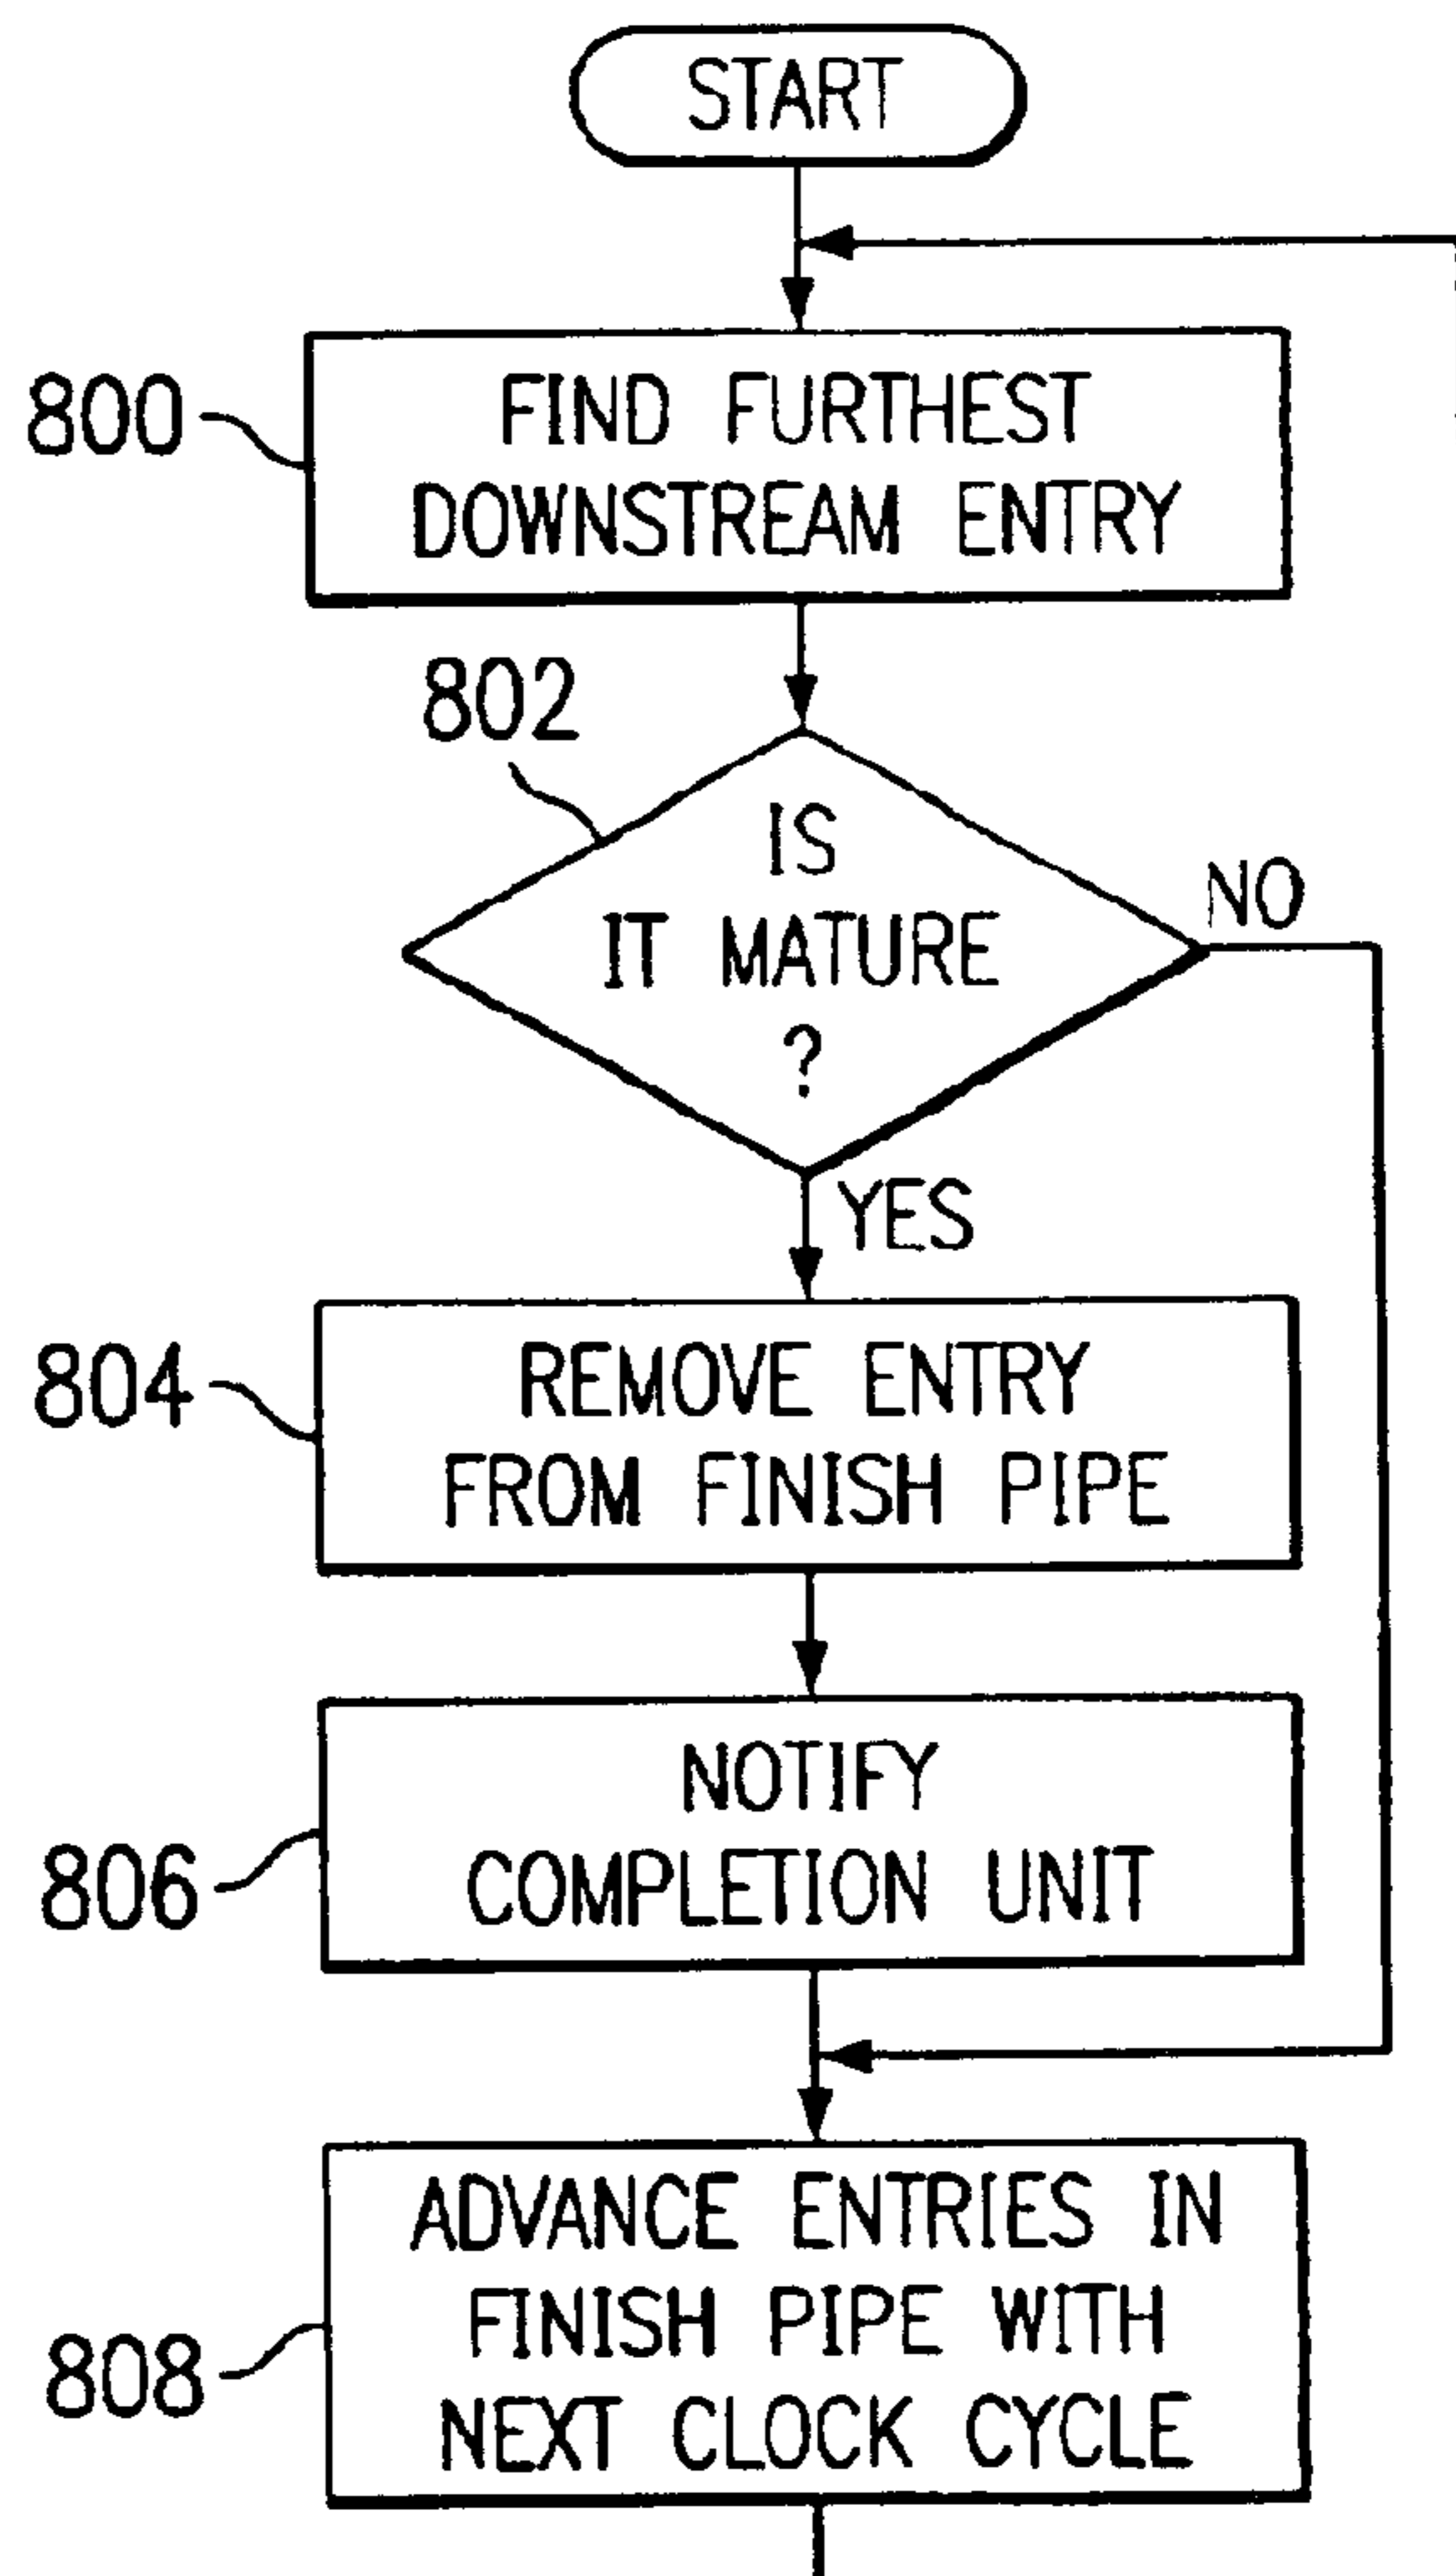 START
800
FIND FURTHEST
DOWNSTREAM ENTRY
802
IS
IT MATURE
?
NO
YES
804
REMOVE ENTRY
FROM FINISH PIPE
806
NOTIFY
COMPLETION UNIT
808
ADVANCE ENTRIES IN
FINISH PIPE WITH
NEXT CLOCK CYCLE